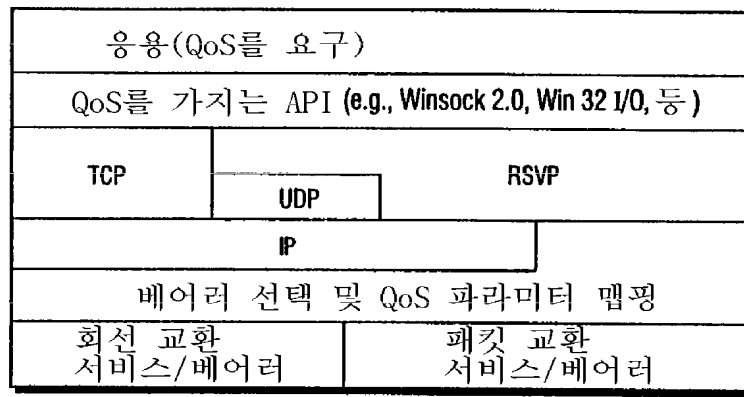 응용(QoS를 요구)
QoS를 가지는 API (e.g., Winsock 2.0, Win 32 I/O, 등)
TCP
RSVP
UDP
IP
베어러 선택 및 QoS 파라미터 맵핑
회선 교환
서비스/베어러
패킷 교환
서비스/베어러